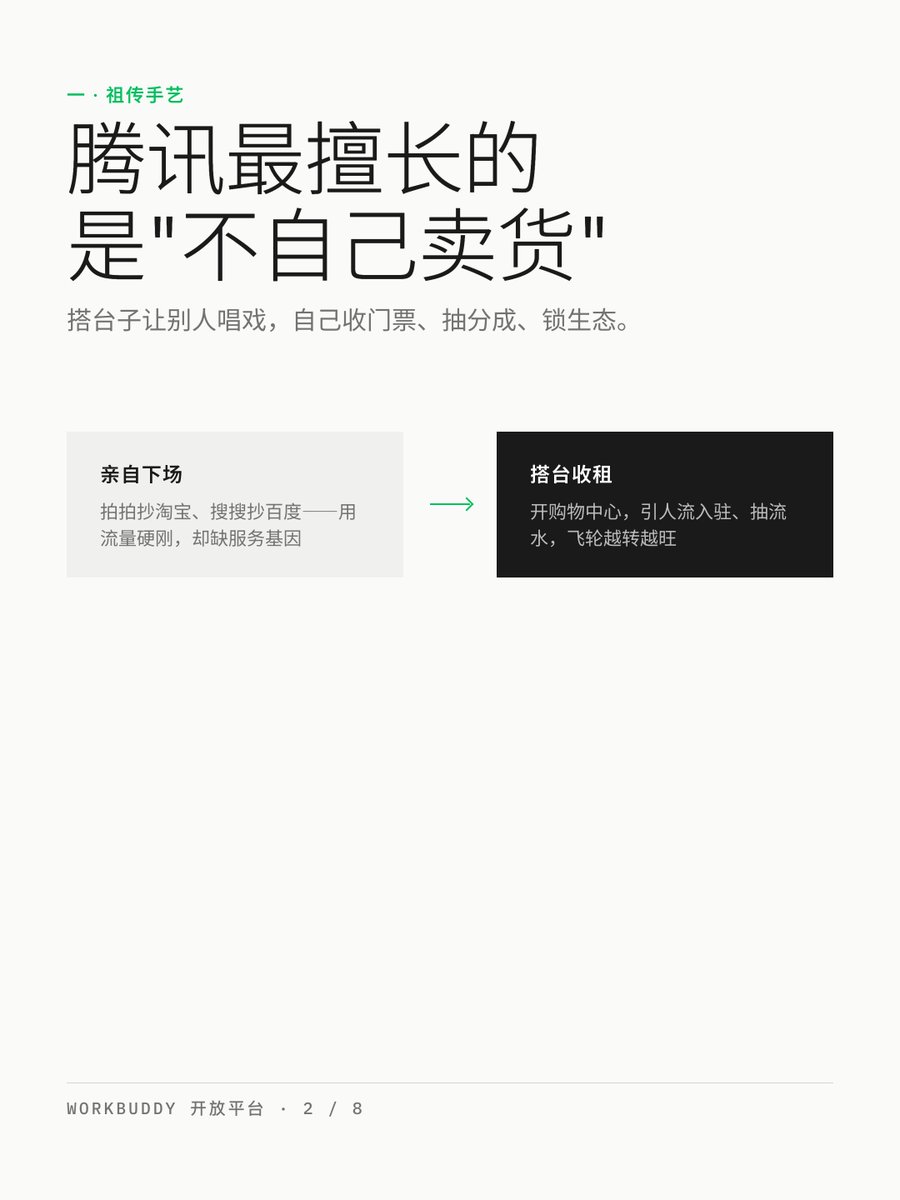 一 · 祖传手艺
腾讯最擅长的
是"不自己卖货"
搭台子让别人唱戏，自己收门票、抽分成、锁生态。
亲自下场
拍拍抄淘宝、搜搜抄百度——用
流量硬刚，却缺服务基因
搭台收租
开购物中心，引人流入驻、抽流
水，飞轮越转越旺
WORKBUDDY 开放平台 · 2 / 8